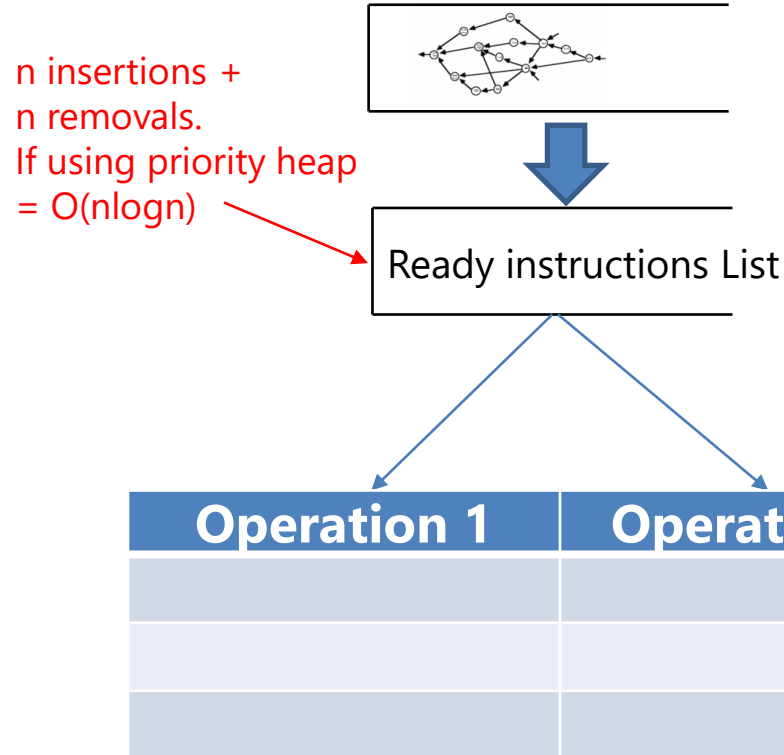 n insertions +
n removals.
If using priority heap
= O(nlogn)
Ready instructions List
Operation 1
Operat